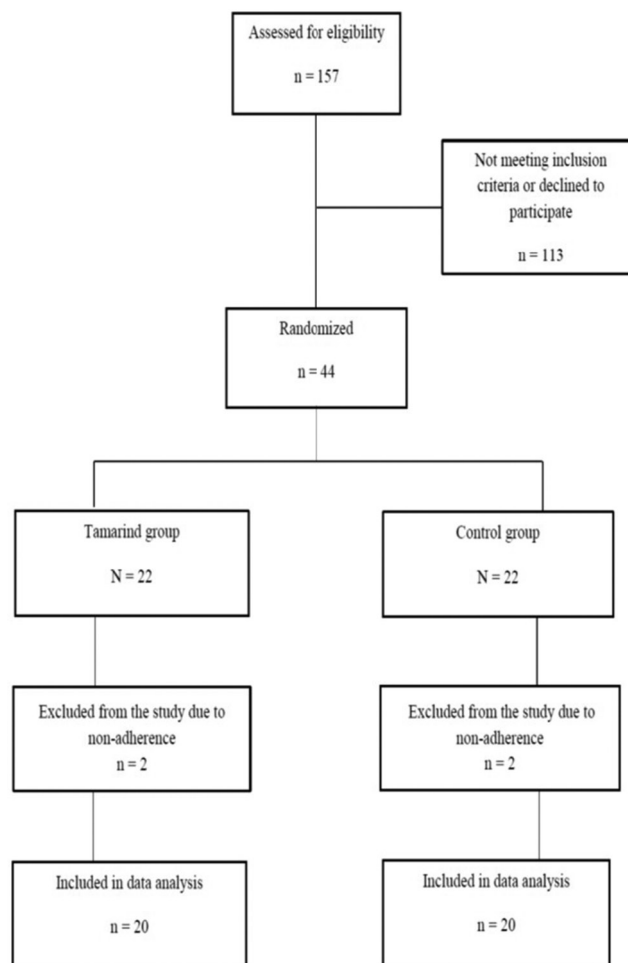 Assessed for eligibility
n = 157
Not meeting inclusion
criteria or declined to
participate
n = 113
Randomized
n = 44
Tamarind group
N = 22
Control group
N = 22
Excluded from the study due to
non-adherence
n = 2
Excluded from the study due to
non-adherence
n = 2
Included in data analysis
n = 20
Included in data analysis
n = 20